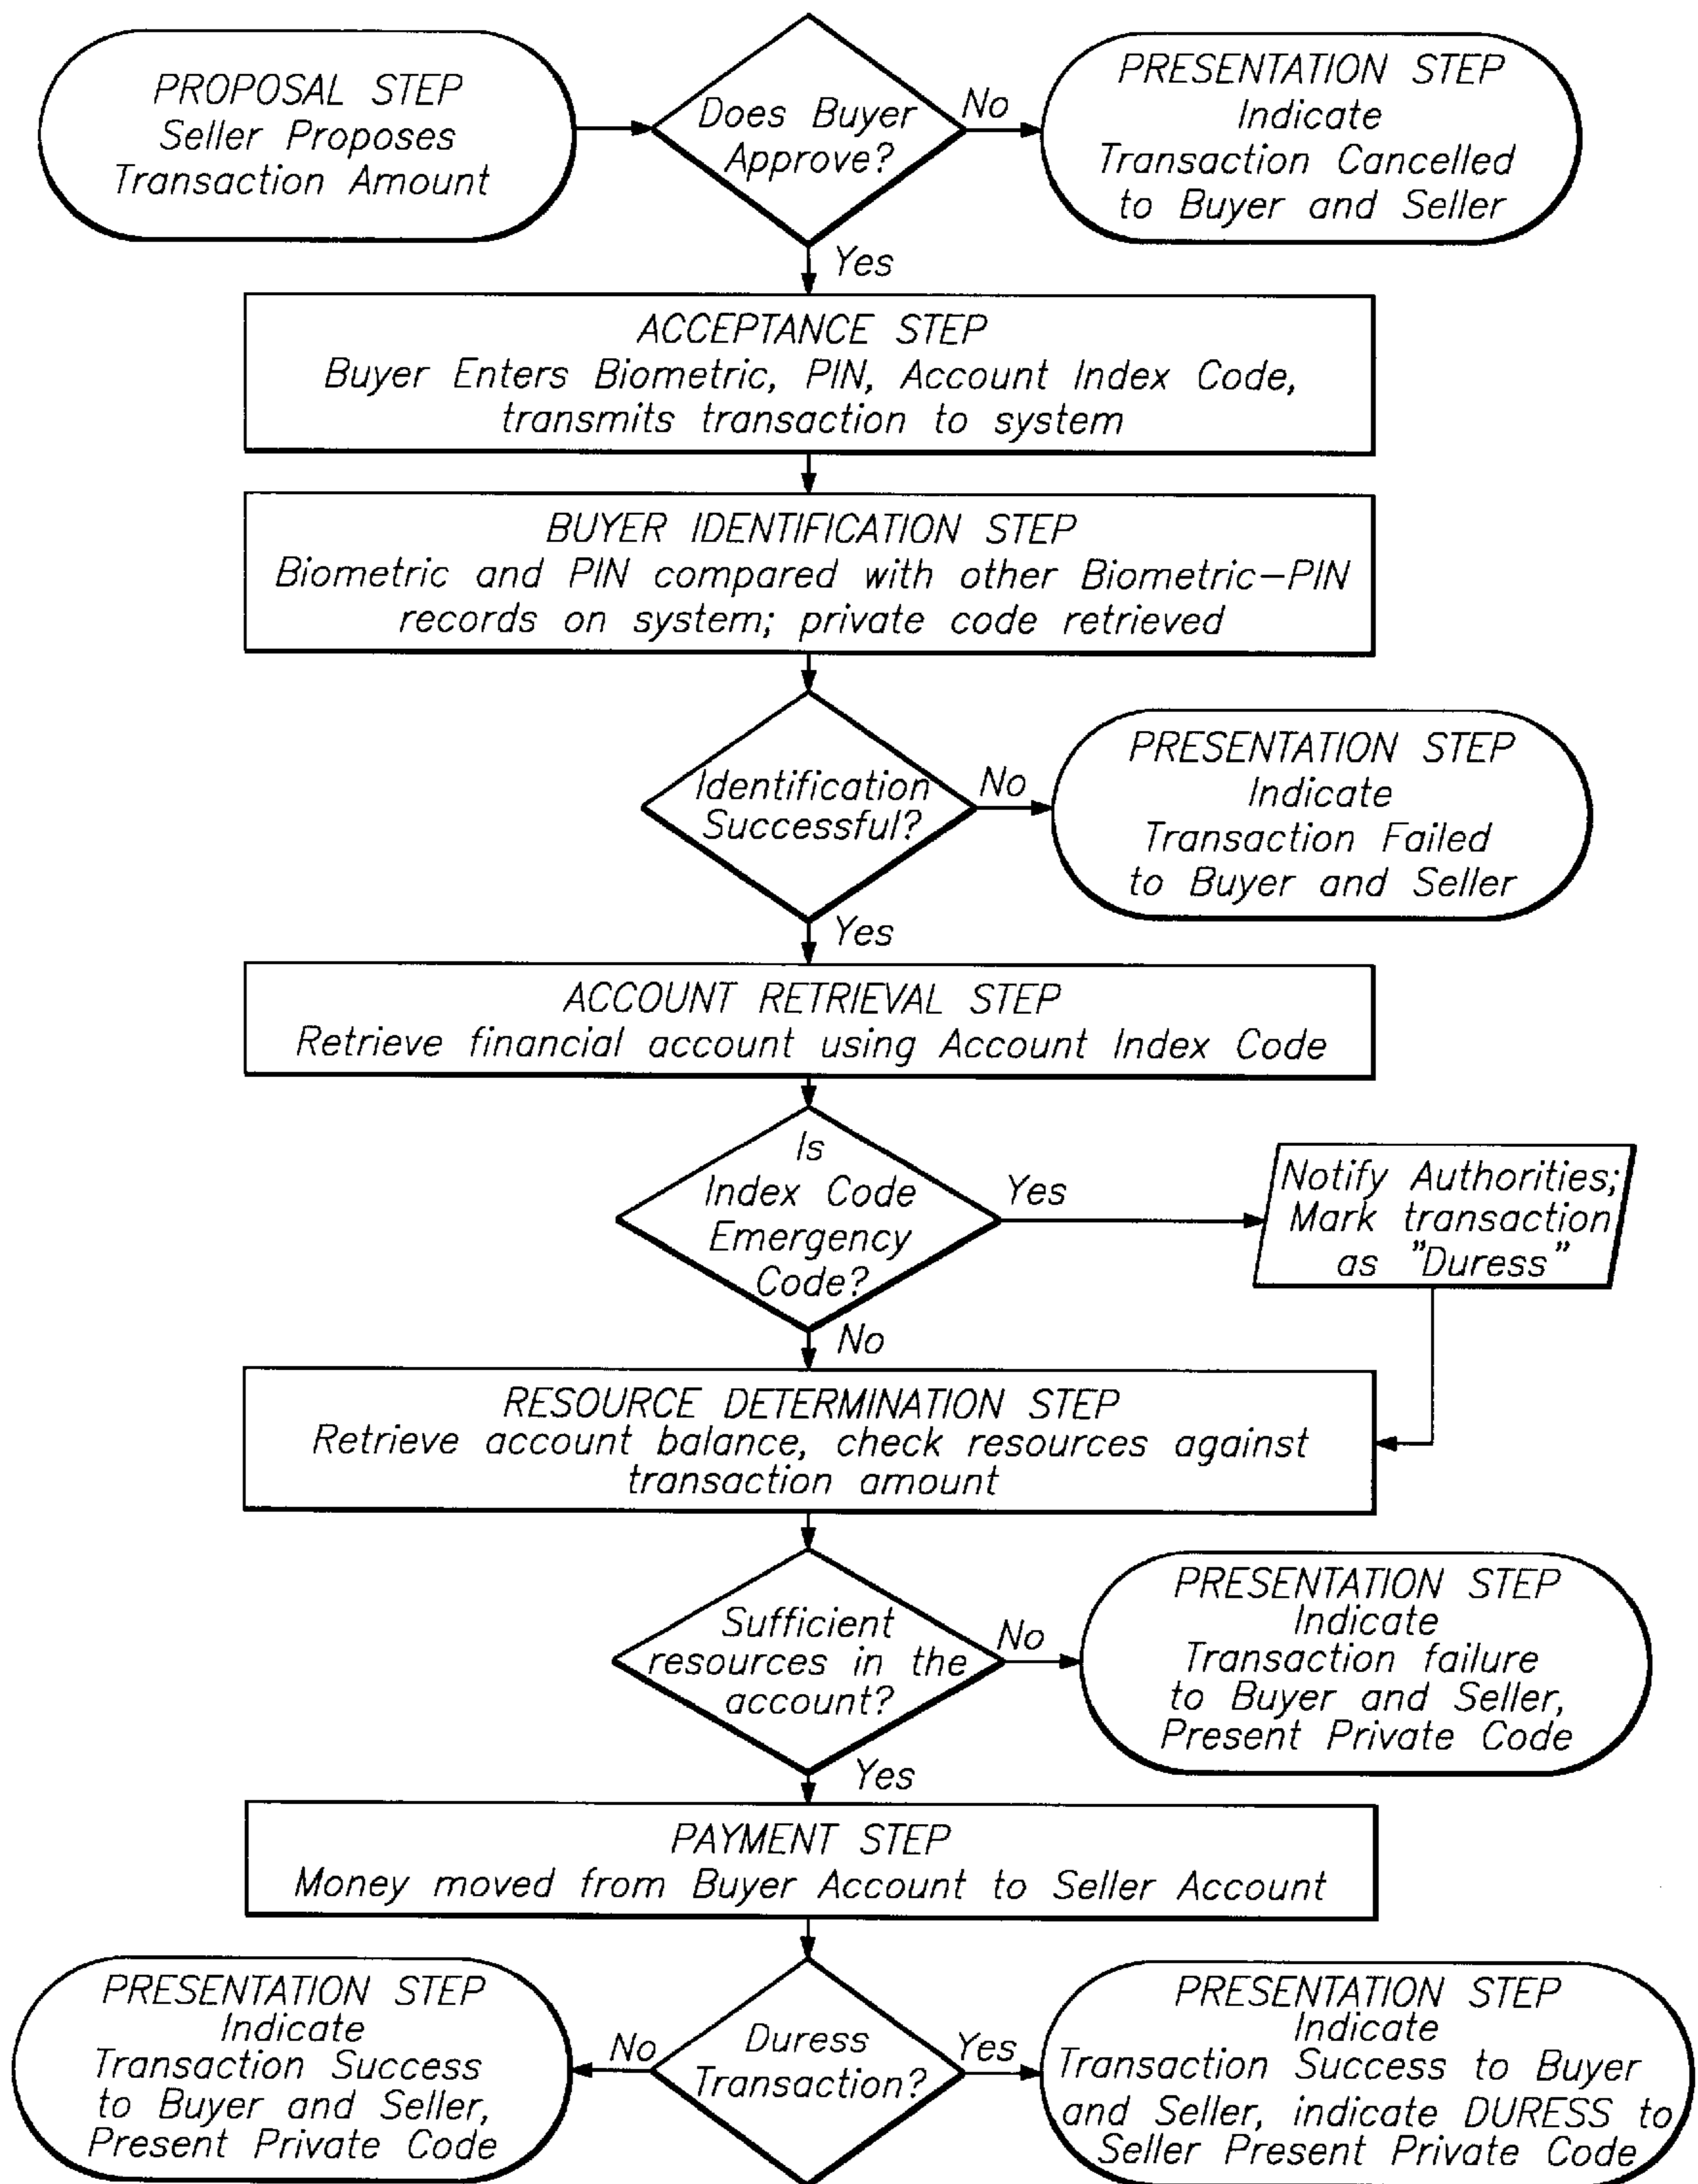 PROPOSAL STEP
Seller Proposes
Transaction Amount
Does Buyer
Approve?
No
PRESENTATION STEP
Indicate
Transaction Cancelled
to Buyer and Seller
Yes
ACCEPTANCE STEP
Buyer Enters Biometric, PIN, Account Index Code,
transmits transaction to system
BUYER IDENTIFICATION STEP
Biometric and PIN compared with other Biometric-PIN
records on system; private code retrieved
Identification
Successful?
No
PRESENTATION STEP
Indicate
Transaction Failed
to Buyer and Seller
Yes
ACCOUNT RETRIEVAL STEP
Retrieve financial account using Account Index Code
Is
Index Code
Emergency
Code?
Yes
Notify Authorities;
Mark transaction
as "Duress"
No
RESOURCE DETERMINATION STEP
Retrieve account balance, check resources against
transaction amount
Sufficient
resources in the
account?
No
PRESENTATION STEP
Indicate
Transaction failure
to Buyer and Seller,
Present Private Code
Yes
PAYMENT STEP
Money moved from Buyer Account to Seller Account
PRESENTATION STEP
Indicate
Transaction Success
to Buyer and Seller,
Present Private Code
No
Duress
Transaction?
Yes
PRESENTATION STEP
Indicate
Transaction Success to Buyer
and Seller, indicate DURESS to
Seller Present Private Code